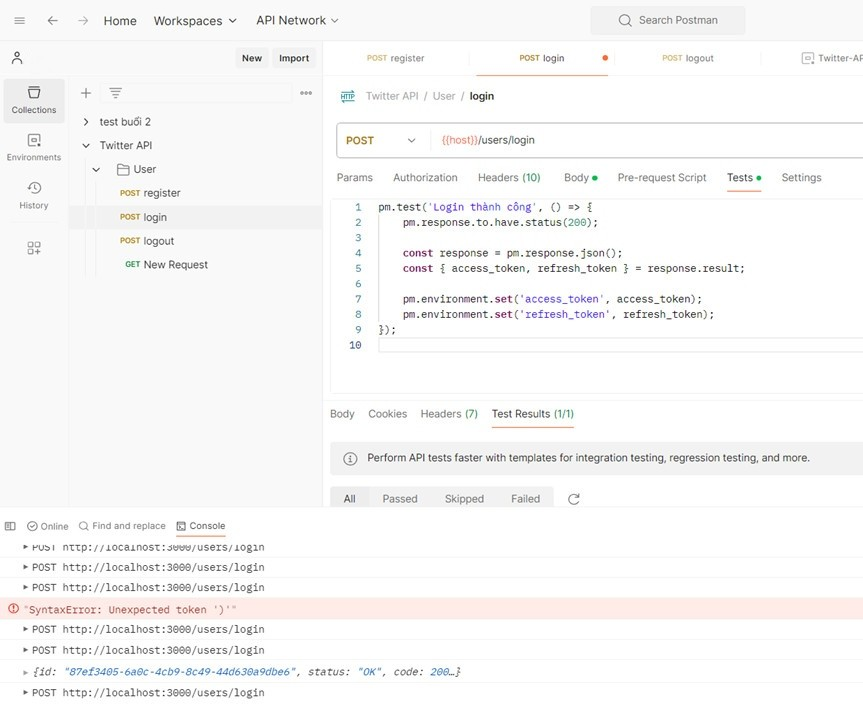 Home Workspaces API Network Search Postman
New Import
POST register POST login POST logout Twitter-AP
Collections
Environments
History
test buổi 2
Twitter API
User
POST register
POST login
POST logout
GET New Request
HTTP Twitter API / User / login
POST {{host}}/users/login
Params Authorization Headers (10) Body Pre-request Script Tests Settings
1 pm.test('Login thành công', () => {
2 pm.response.to.have.status(200);
3
4 const response = pm.response.json();
5 const { access_token, refresh_token } = response.result;
6
7 pm.environment.set('access_token', access_token);
8 pm.environment.set('refresh_token', refresh_token);
9 });
10
Body Cookies Headers (7) Test Results (1/1)
Perform API tests faster with templates for integration testing, regression testing, and more.
All Passed Skipped Failed
Online Find and replace Console
POST http://localhost:3000/users/login
POST http://localhost:3000/users/login
POST http://localhost:3000/users/login
"SyntaxError: Unexpected token ')'"
POST http://localhost:3000/users/login
POST http://localhost:3000/users/login
{id: "87ef3405-6a0c-4cb9-8c49-44d630a9dbe6", status: "OK", code: 200…}
POST http://localhost:3000/users/login